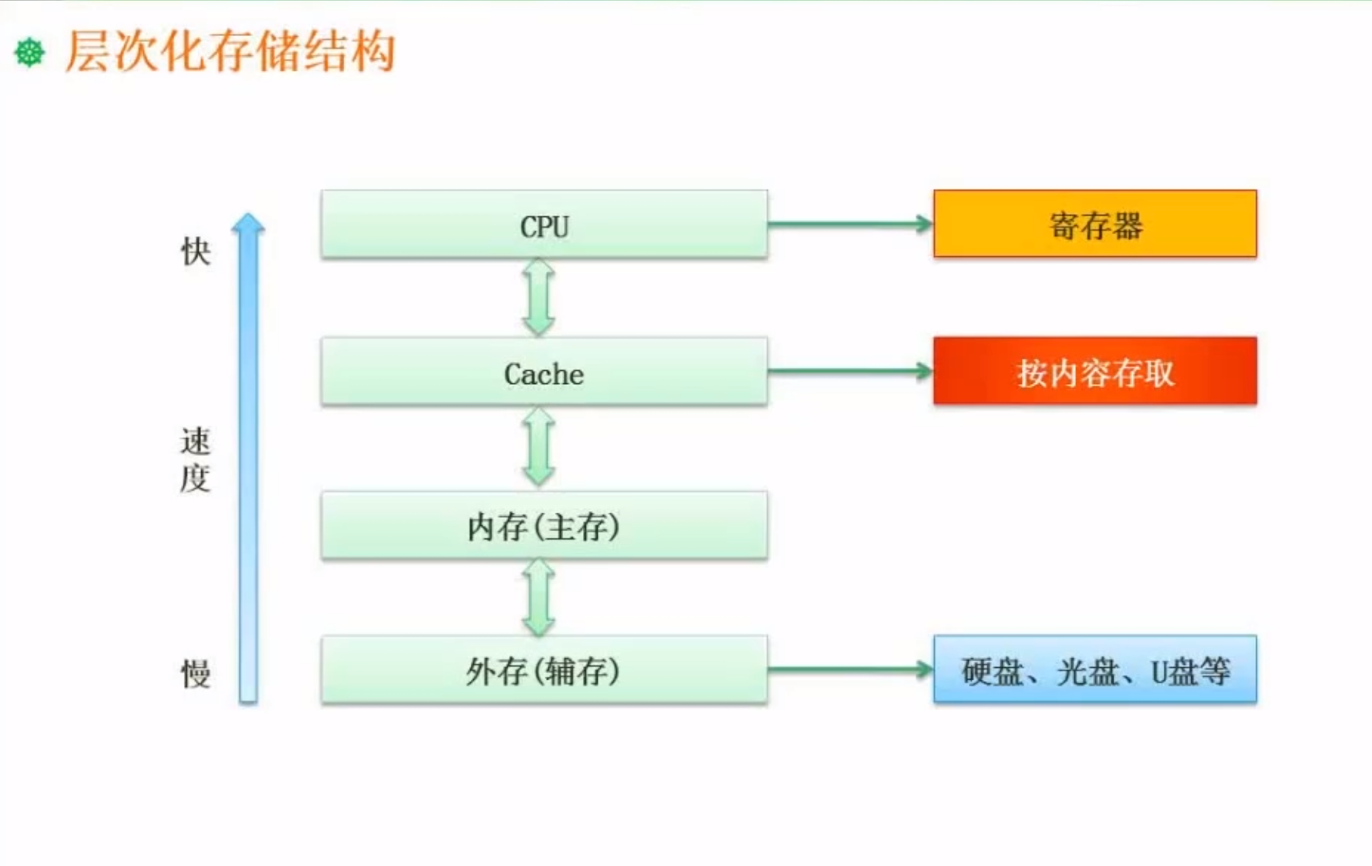 层次化存储结构
快
CPU
寄存器
Cache
按内容存取
速
度
内存(主存)
慢
外存(辅存)
硬盘、光盘、U盘等